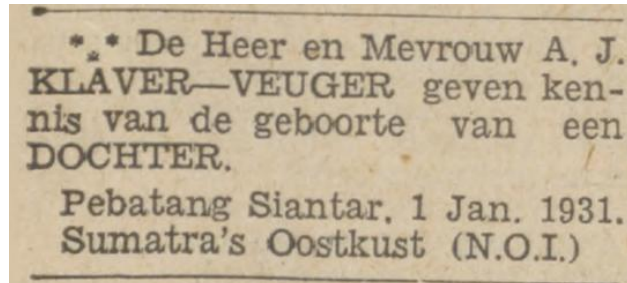 *.* De Heer en Mevrouw A. J.
KLAVER—VEUGER geven ken-
nis van de geboorte van een
DOCHTER.
Pebatang Siantar, 1 Jan. 1931.
Sumatra's Oostkust (N.O.I.)